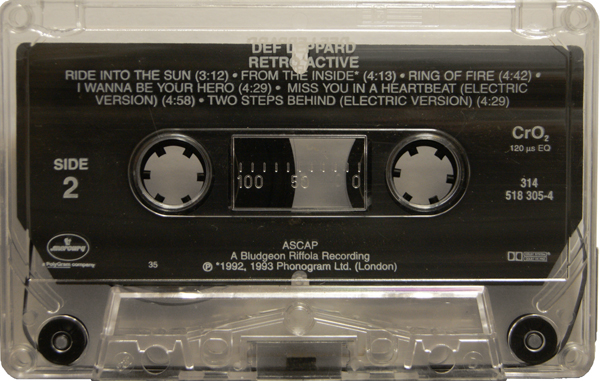 DEF LEPPARD
RETRO ACTIVE
RIDE INTO THE SUN (3:12) • FROM THE INSIDE* (4:13) • RING OF FIRE (4:42) •
I WANNA BE YOUR HERO (4:29) • MISS YOU IN A HEARTBEAT (ELECTRIC
VERSION) (4:58) • TWO STEPS BEHIND (ELECTRIC VERSION) (4:29)
CrO₂
120 µs EQ
SIDE
2
100 50 0
314
518 305-4
ASCAP
A Bludgeon Riffola Recording
℗ *1992, 1993 Phonogram Ltd. (London)
mercury
a PolyGram company
35